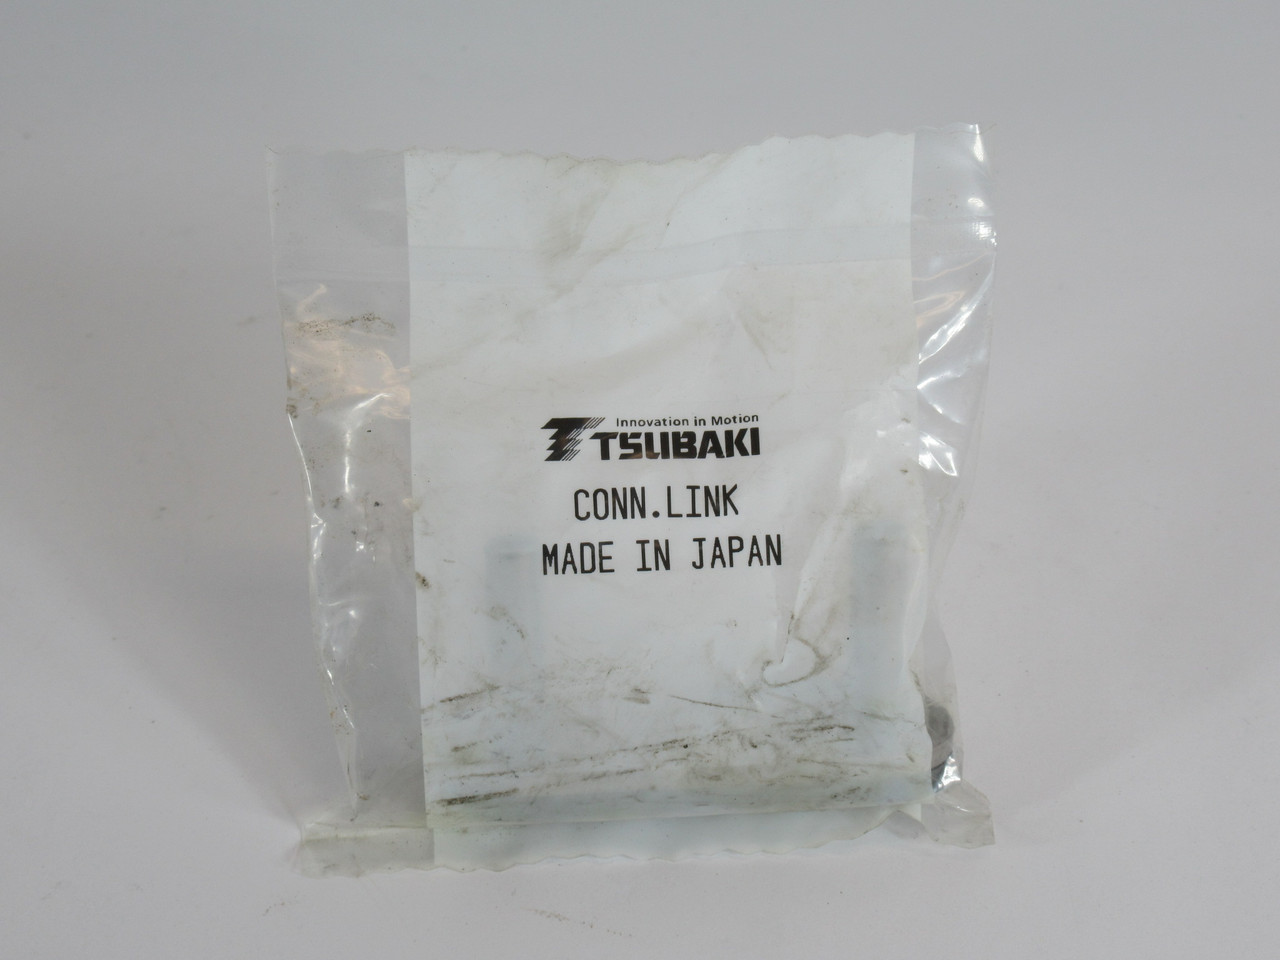 Innovation in Motion
TSUBAKI
CONN.LINK
MADE IN JAPAN